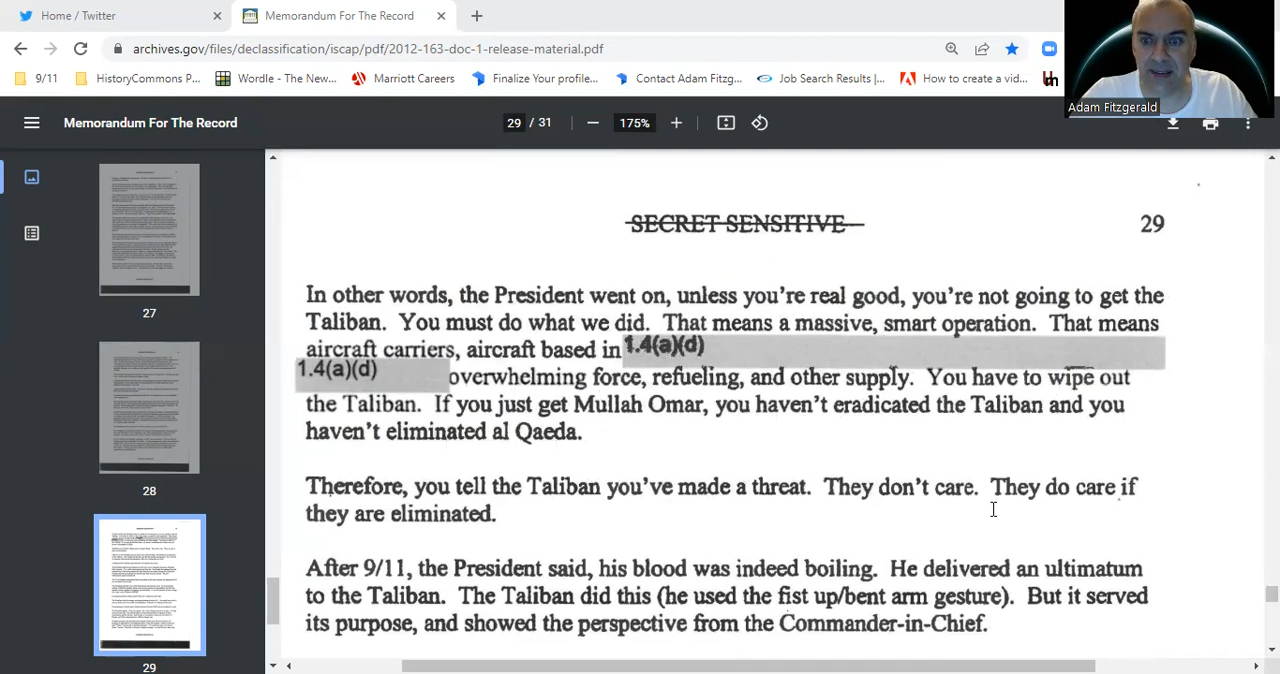 Home / Twitter
Memorandum For The Record
archives.gov/files/declassification/iscap/pdf/2012-163-doc-1-release-material.pdf
9/11
HistoryCommons P...
Wordle - The New...
Marriott Careers
Finalize Your profile...
Contact Adam Fitzg...
Job Search Results |...
How to create a vid...
Adam Fitzgerald
Memorandum For The Record
29 / 31
175%
27
28
29
SECRET SENSITIVE
29
In other words, the President went on, unless you're real good, you're not going to get the
Taliban. You must do what we did. That means a massive, smart operation. That means
aircraft carriers, aircraft based in 1.4(a)(d)
1.4(a)(d) overwhelming force, refueling, and other supply. You have to wipe out
the Taliban. If you just get Mullah Omar, you haven't eradicated the Taliban and you
haven't eliminated al Qaeda.
Therefore, you tell the Taliban you've made a threat. They don't care. They do care if
they are eliminated.
After 9/11, the President said, his blood was indeed boiling. He delivered an ultimatum
to the Taliban. The Taliban did this (he used the fist up/bent arm gesture). But it served
its purpose, and showed the perspective from the Commander-in-Chief.